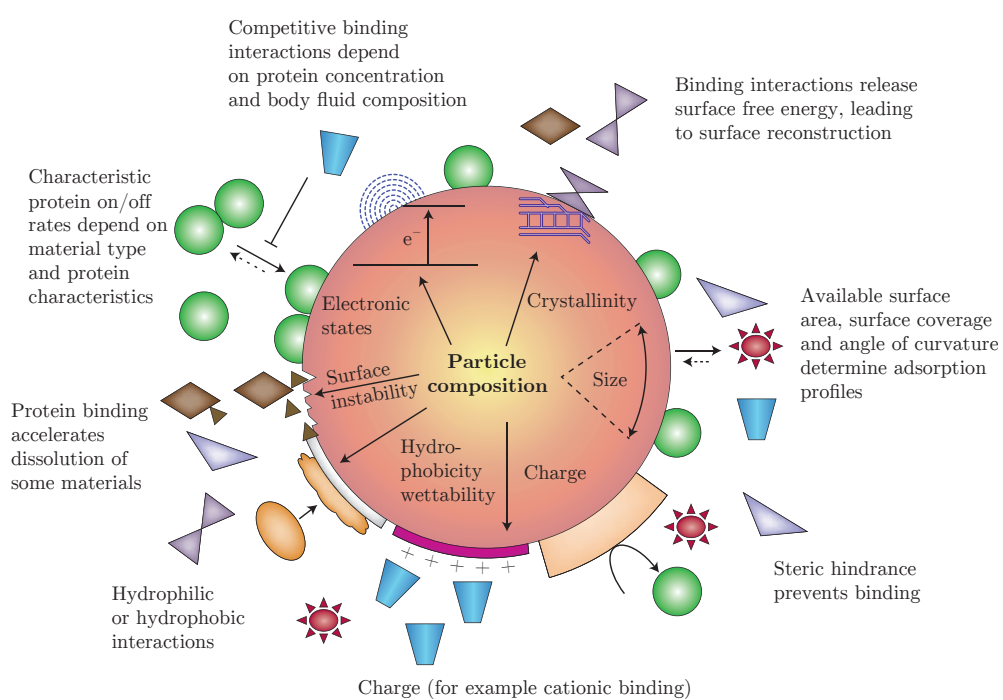 Competitive binding
interactions depend
on protein concentration
and body fluid composition
Binding interactions release
surface free energy, leading
to surface reconstruction
Characteristic
protein on/off
rates depend on
material type
and protein
characteristics
e⁻
Electronic
states
Crystallinity
Available surface
area, surface coverage
and angle of curvature
determine adsorption
profiles
Particle
composition
Size
Surface
instability
Protein binding
accelerates
dissolution of
some materials
Hydro-
phobicity
wettability
Charge
+ + + + +
Steric hindrance
prevents binding
Hydrophilic
or hydrophobic
interactions
Charge (for example cationic binding)